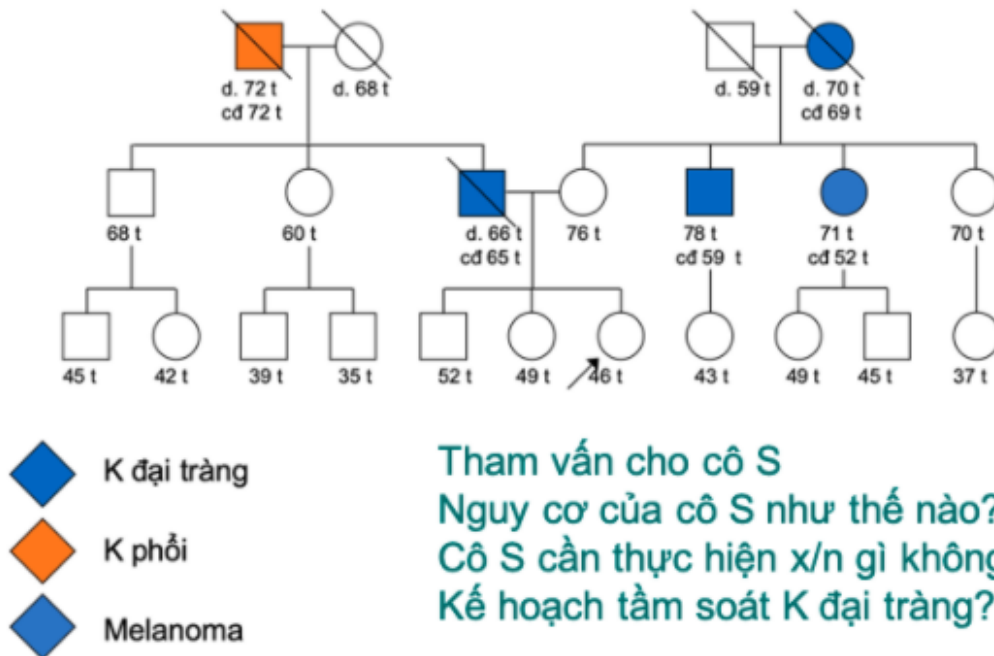 d. 72 t
cđ 72 t
d. 68 t
d. 59 t
d. 70 t
cđ 69 t
68 t
60 t
d. 66 t
cđ 65 t
76 t
78 t
cđ 59 t
71 t
cđ 52 t
70 t
45 t
42 t
39 t
35 t
52 t
49 t
46 t
43 t
49 t
45 t
37 t
K đại tràng
K phổi
Melanoma
Tham vấn cho cô S
Nguy cơ của cô S như thế nào?
Cô S cần thực hiện x/n gì không
Kế hoạch tầm soát K đại tràng?